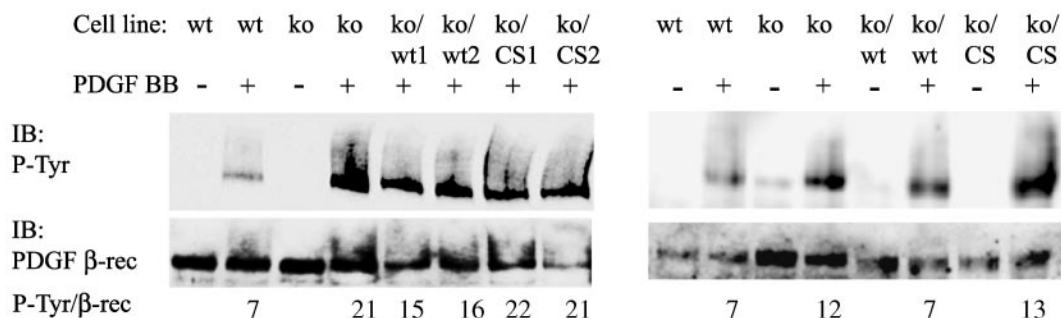 Cell line: wt wt ko ko ko/ ko/ ko/ ko/ wt wt ko ko ko/ ko/ ko/ ko/
wt1 wt2 CS1 CS2 wt wt CS CS
PDGF BB - + - + + + + + - + - + - + - +
IB:
P-Tyr
IB:
PDGF β-rec
P-Tyr/β-rec 7 21 15 16 22 21 7 12 7 13